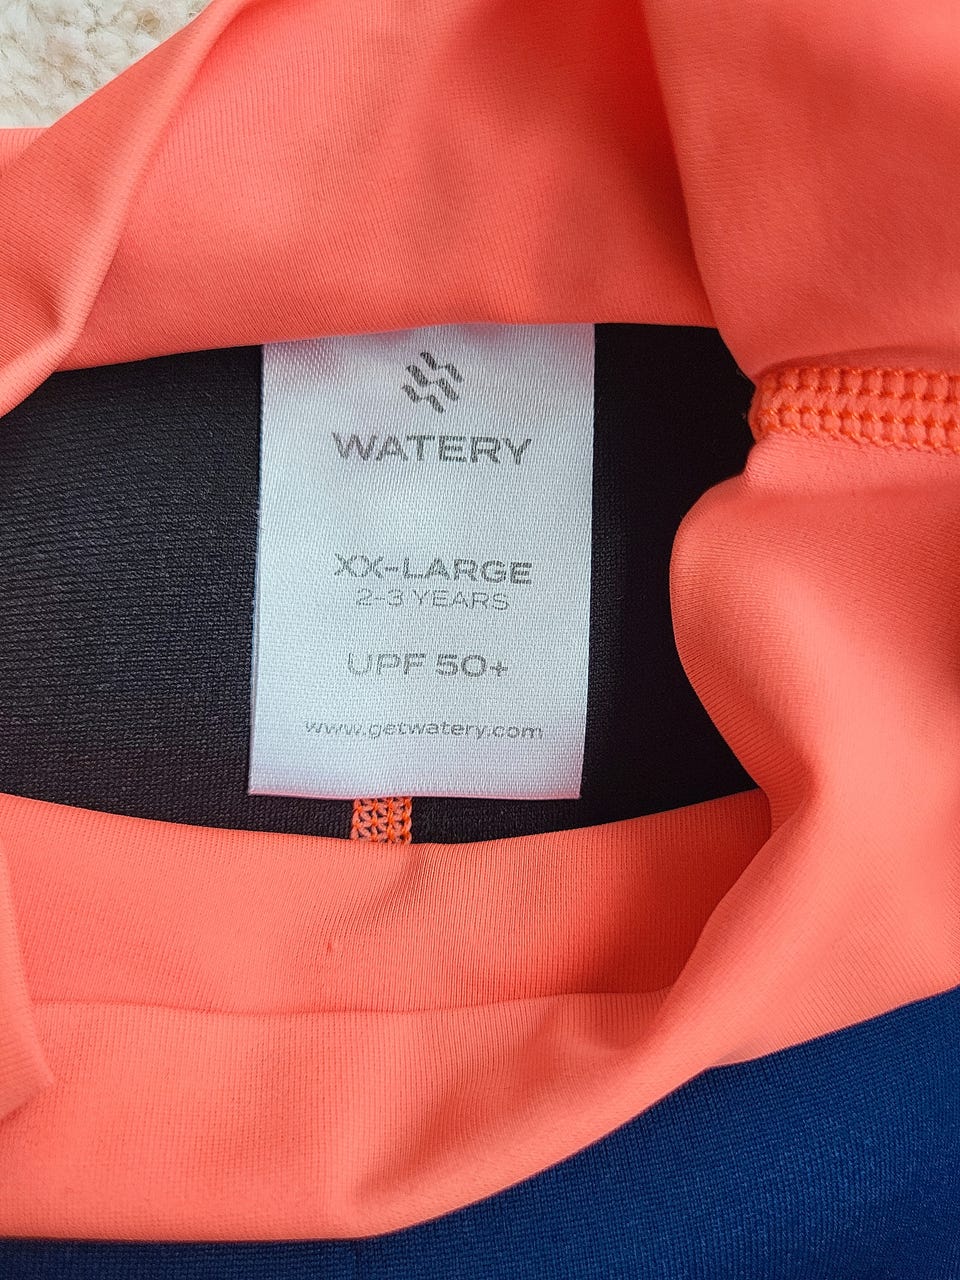 WATERY
XX-LARGE
2-3 YEARS
UPF 50+
www.getwatery.com